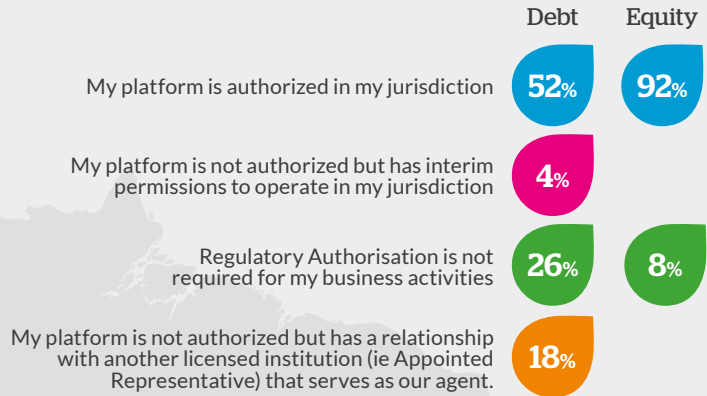 Debt Equity
My platform is authorized in my jurisdiction 52% 92%
My platform is not authorized but has interim
permissions to operate in my jurisdiction 4%
Regulatory Authorisation is not
required for my business activities 26% 8%
My platform is not authorized but has a relationship
with another licensed institution (ie Appointed 18%
Representative) that serves as our agent.